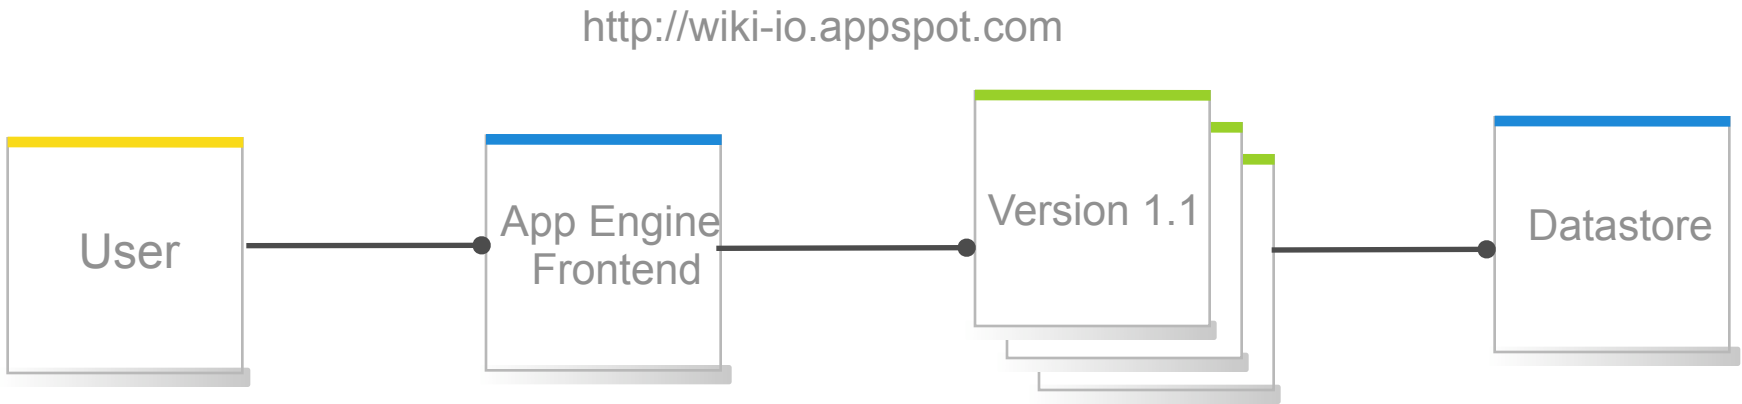 http://wiki-io.appspot.com
User
App Engine
Frontend
Version 1.1
Datastore